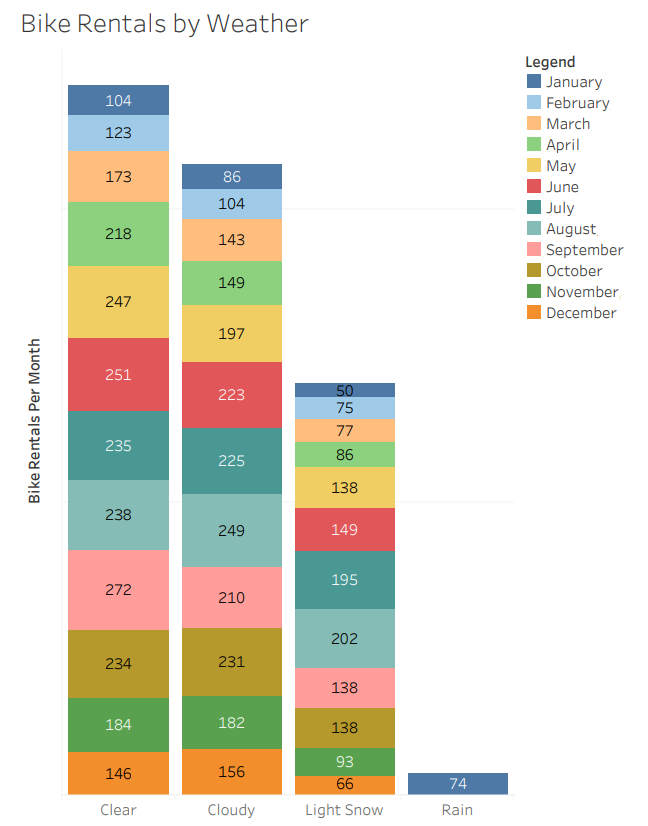 Bike Rentals by Weather
Legend
January
February
March
April
May
June
July
August
September
October
November
December
Bike Rentals Per Month
104
123
173
218
247
251
235
238
272
234
184
146
86
104
143
149
197
223
225
249
210
231
182
156
50
75
77
86
138
149
195
202
138
138
93
66
74
Clear
Cloudy
Light Snow
Rain